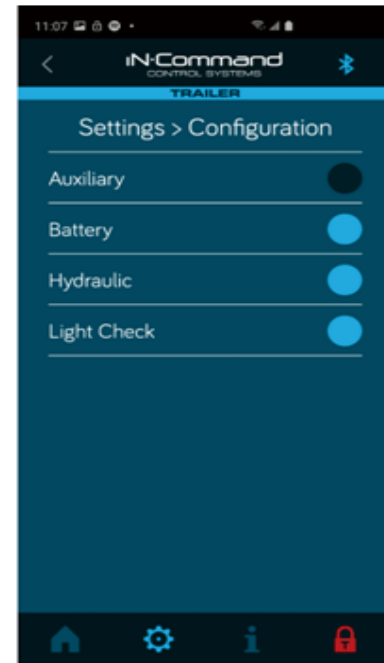 11:07
iN·Command
CONTROL SYSTEMS
TRAILER
Settings > Configuration
Auxiliary
Battery
Hydraulic
Light Check